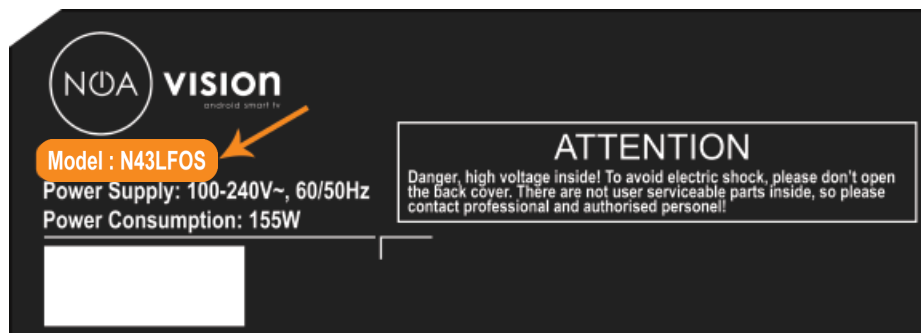 NOA VISION
android smart tv
Model : N43LFOS
Power Supply: 100-240V~, 60/50Hz
Power Consumption: 155W
ATTENTION
Danger, high voltage inside! To avoid electric shock, please don't open
the back cover. There are not user serviceable parts inside, so please
contact professional and authorised personel!